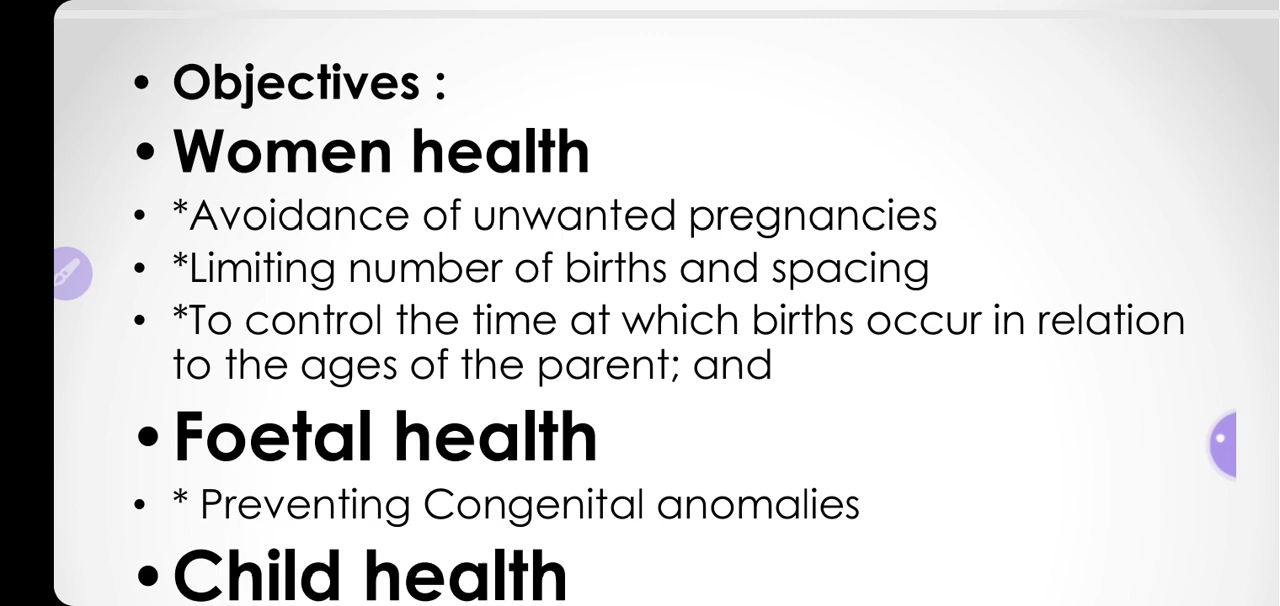 • Objectives :
• Women health
• *Avoidance of unwanted pregnancies
• *Limiting number of births and spacing
• *To control the time at which births occur in relation
to the ages of the parent; and
• Foetal health
• * Preventing Congenital anomalies
• Child health